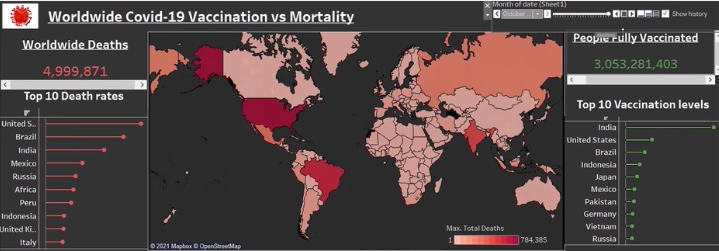 Worldwide Covid-19 Vaccination vs Mortality
Month of date (Sheet1)
October
Show history
Worldwide Deaths
4,999,871
Top 10 Death rates
United S..
Brazil
India
Mexico
Russia
Africa
Peru
Indonesia
United Ki..
Italy
© 2021 Mapbox © OpenStreetMap
Max. Total Deaths
1
784,385
People Fully Vaccinated
3,053,281,403
Top 10 Vaccination levels
India
United States
Brazil
Indonesia
Japan
Mexico
Pakistan
Germany
Vietnam
Russia